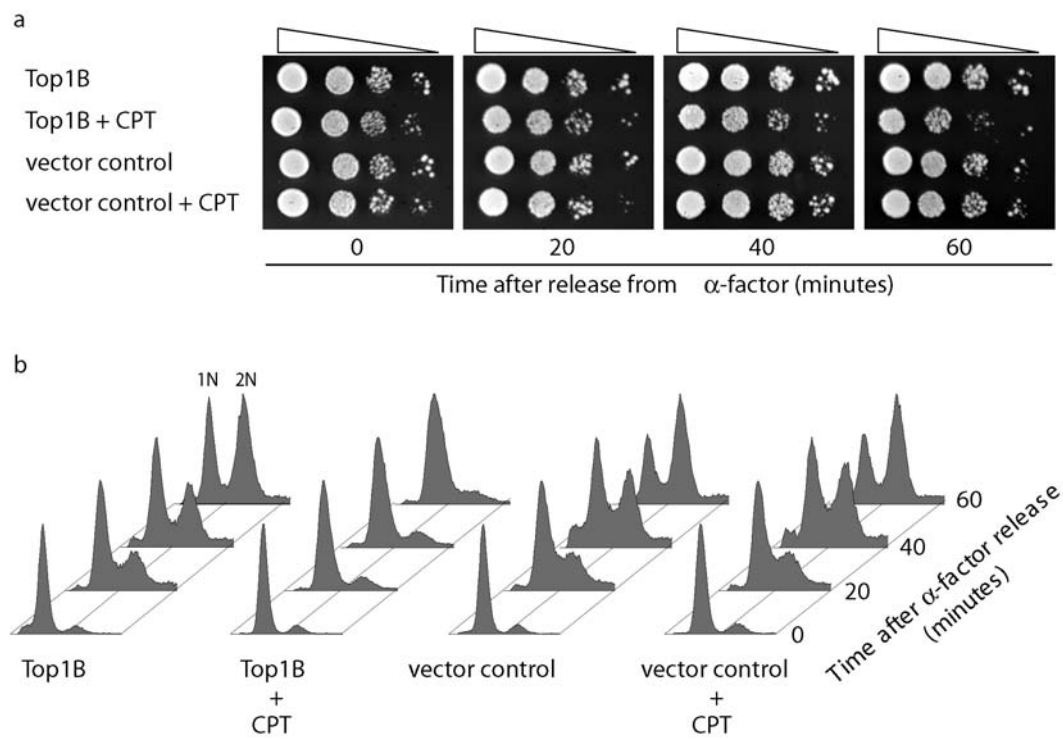 a
Top1B
Top1B + CPT
vector control
vector control + CPT
0 20 40 60
Time after release from α-factor (minutes)
b
1N 2N
60
40
20
0
Time after α-factor release
(minutes)
Top1B
Top1B
+
CPT
vector control
vector control
+
CPT